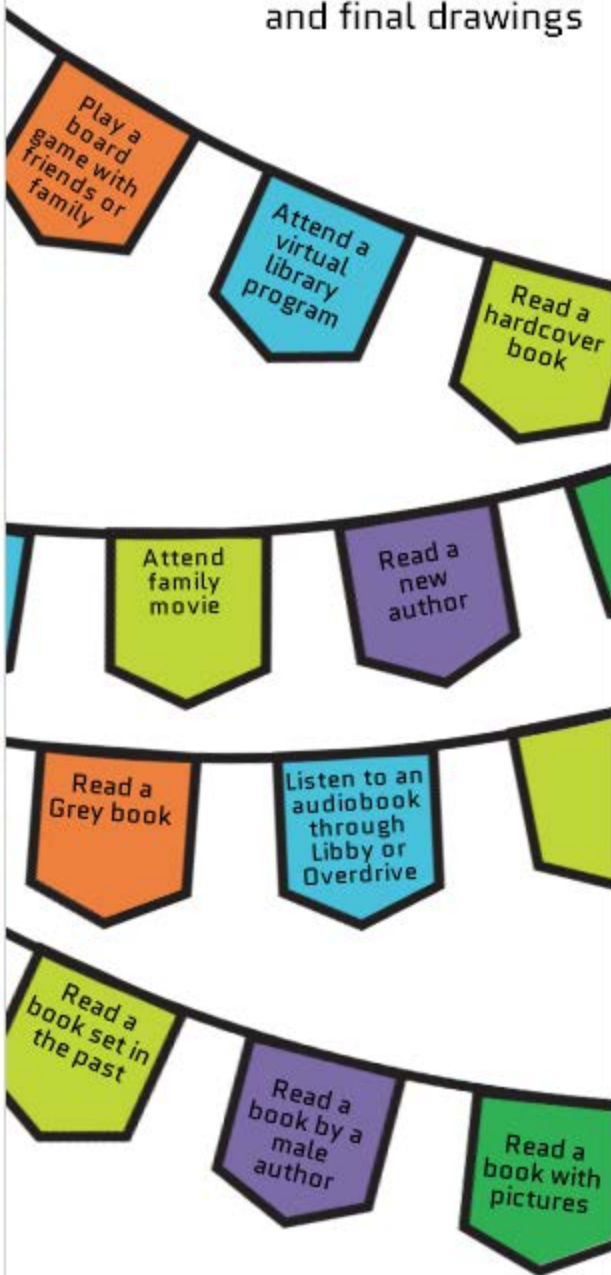 and final drawings
Play a
board
game with
friends or
family
Attend a
virtual
library
program
Read a
hardcover
book
Attend
family
movie
Read a
new
author
Read a
Grey book
Listen to an
audiobook
through
Libby or
Overdrive
Read a
book set in
the past
Read a
book by a
male
author
Read a
book with
pictures